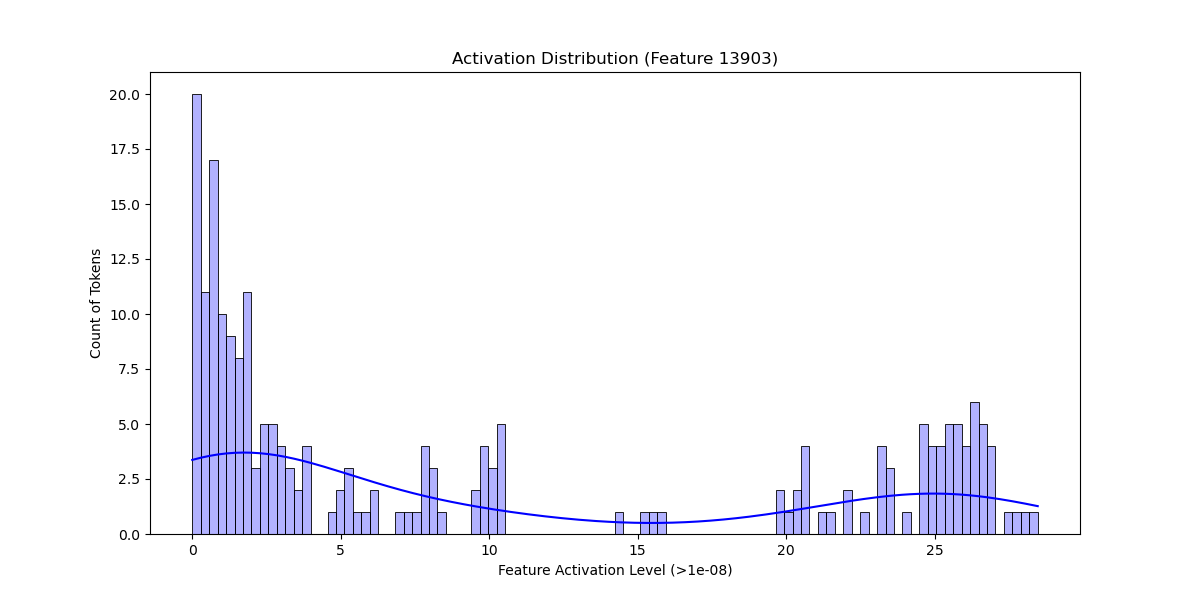 Activation Distribution (Feature 13903)
20.0
17.5
15.0
12.5
10.0
7.5
5.0
2.5
0.0
Count of Tokens
0 5 10 15 20 25
Feature Activation Level (>1e-08)